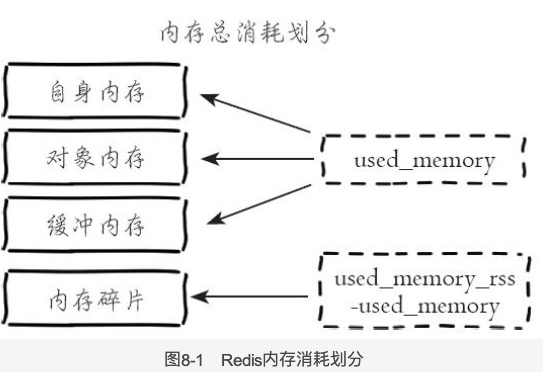 内存总消耗划分
自身内存
对象内存
used_memory
缓冲内存
内存碎片
used_memory_rss
-used_memory
图8-1 Redis内存消耗划分